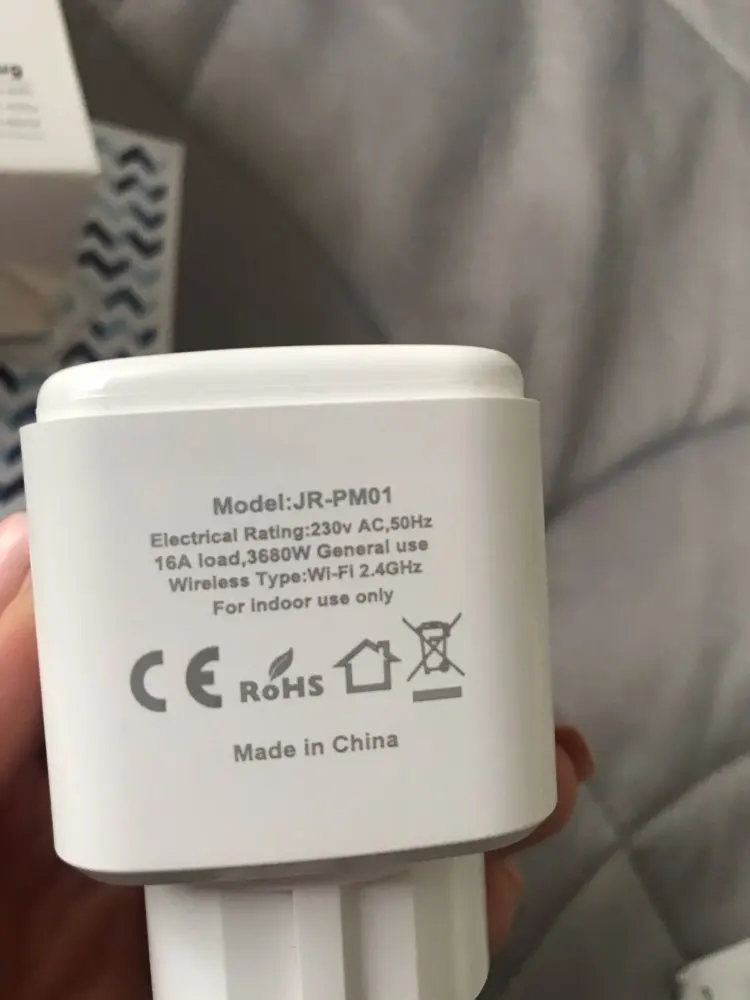 Model:JR-PM01
Electrical Rating:230v AC,50Hz
16A load,3680W General use
Wireless Type:Wi-Fi 2.4GHz
For indoor use only
CE RoHS
Made in China